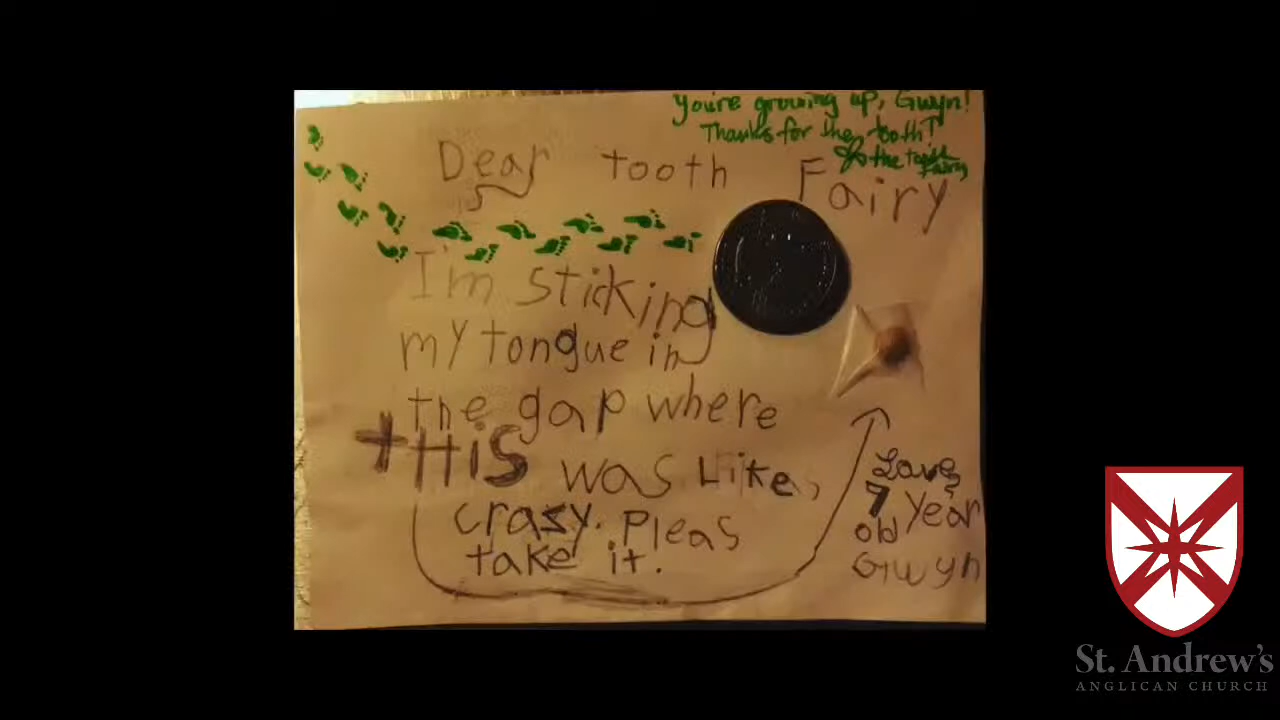 you're growing up, Gwyn!
Thanks for the tooth!
the tooth
fairy
Dear tooth Fairy
I'm sticking
my tongue in
the gap where
tHiS was Like,
crazy. Pleas
take it.
Love,
7 year
old
Gwyn
St. Andrew's
ANGLICAN CHURCH